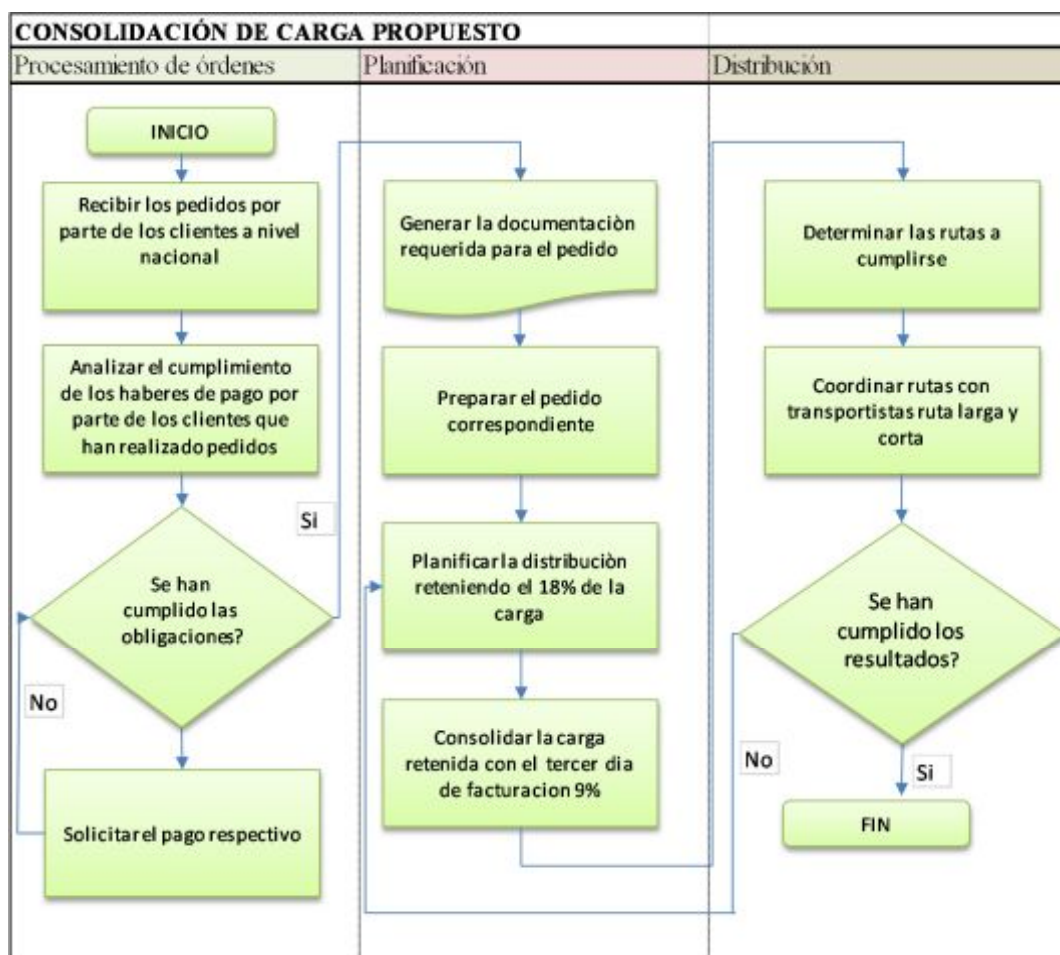 CONSOLIDACIÓN DE CARGA PROPUESTO
Procesamiento de órdenes
Planificación
Distribución
INICIO
Recibir los pedidos por
parte de los clientes a nivel
nacional
Analizar el cumplimiento
de los haberes de pago por
parte de los clientes que
han realizado pedidos
Si
Se han
cumplido las
obligaciones?
No
Solicitar el pago respectivo
Generar la documentaciòn
requerida para el pedido
Preparar el pedido
correspondiente
Planificar la distribuciòn
reteniendo el 18% de la
carga
Consolidar la carga
retenida con el tercer dia
de facturacion 9%
Determinar las rutas a
cumplirse
Coordinar rutas con
transportistas ruta larga y
corta
Se han
cumplido los
resultados?
No
Si
FIN